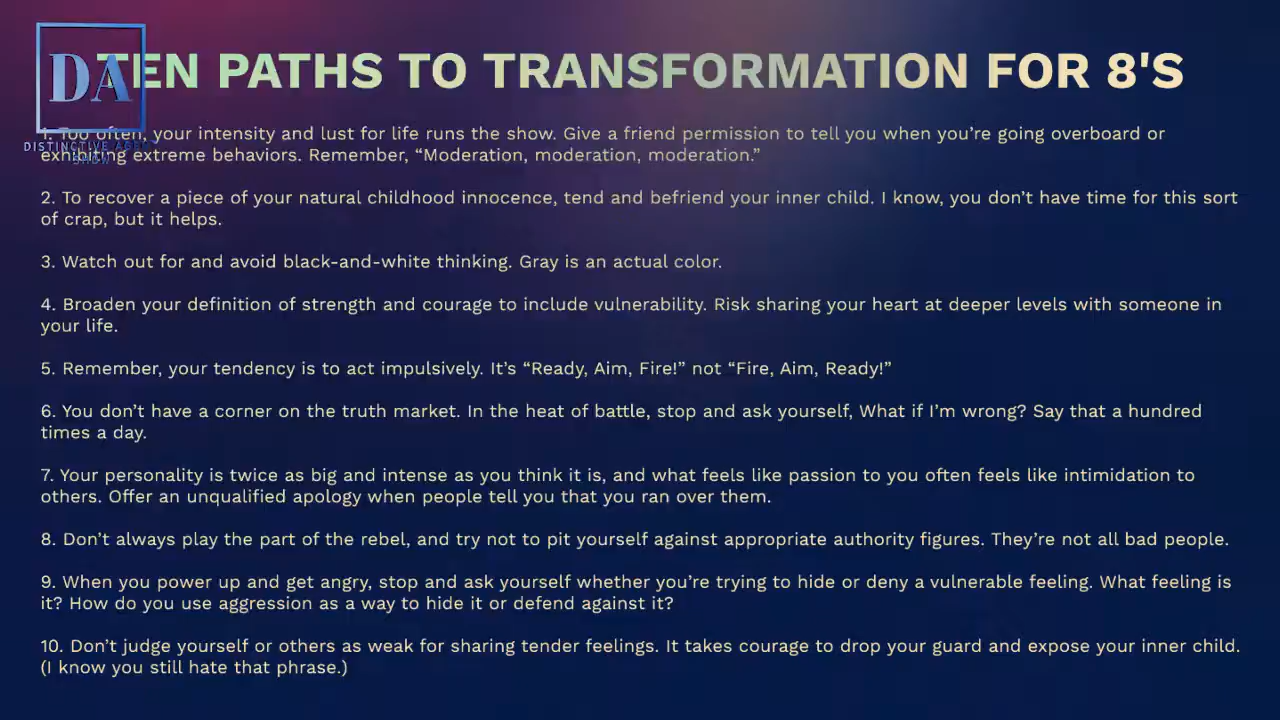 DA
DISTINCTIVE AGENT
SHOW
TEN PATHS TO TRANSFORMATION FOR 8'S
1. Too often, your intensity and lust for life runs the show. Give a friend permission to tell you when you’re going overboard or
exhibiting extreme behaviors. Remember, “Moderation, moderation, moderation.”
2. To recover a piece of your natural childhood innocence, tend and befriend your inner child. I know, you don’t have time for this sort
of crap, but it helps.
3. Watch out for and avoid black-and-white thinking. Gray is an actual color.
4. Broaden your definition of strength and courage to include vulnerability. Risk sharing your heart at deeper levels with someone in
your life.
5. Remember, your tendency is to act impulsively. It’s “Ready, Aim, Fire!” not “Fire, Aim, Ready!”
6. You don’t have a corner on the truth market. In the heat of battle, stop and ask yourself, What if I’m wrong? Say that a hundred
times a day.
7. Your personality is twice as big and intense as you think it is, and what feels like passion to you often feels like intimidation to
others. Offer an unqualified apology when people tell you that you ran over them.
8. Don’t always play the part of the rebel, and try not to pit yourself against appropriate authority figures. They’re not all bad people.
9. When you power up and get angry, stop and ask yourself whether you’re trying to hide or deny a vulnerable feeling. What feeling is
it? How do you use aggression as a way to hide it or defend against it?
10. Don’t judge yourself or others as weak for sharing tender feelings. It takes courage to drop your guard and expose your inner child.
(I know you still hate that phrase.)